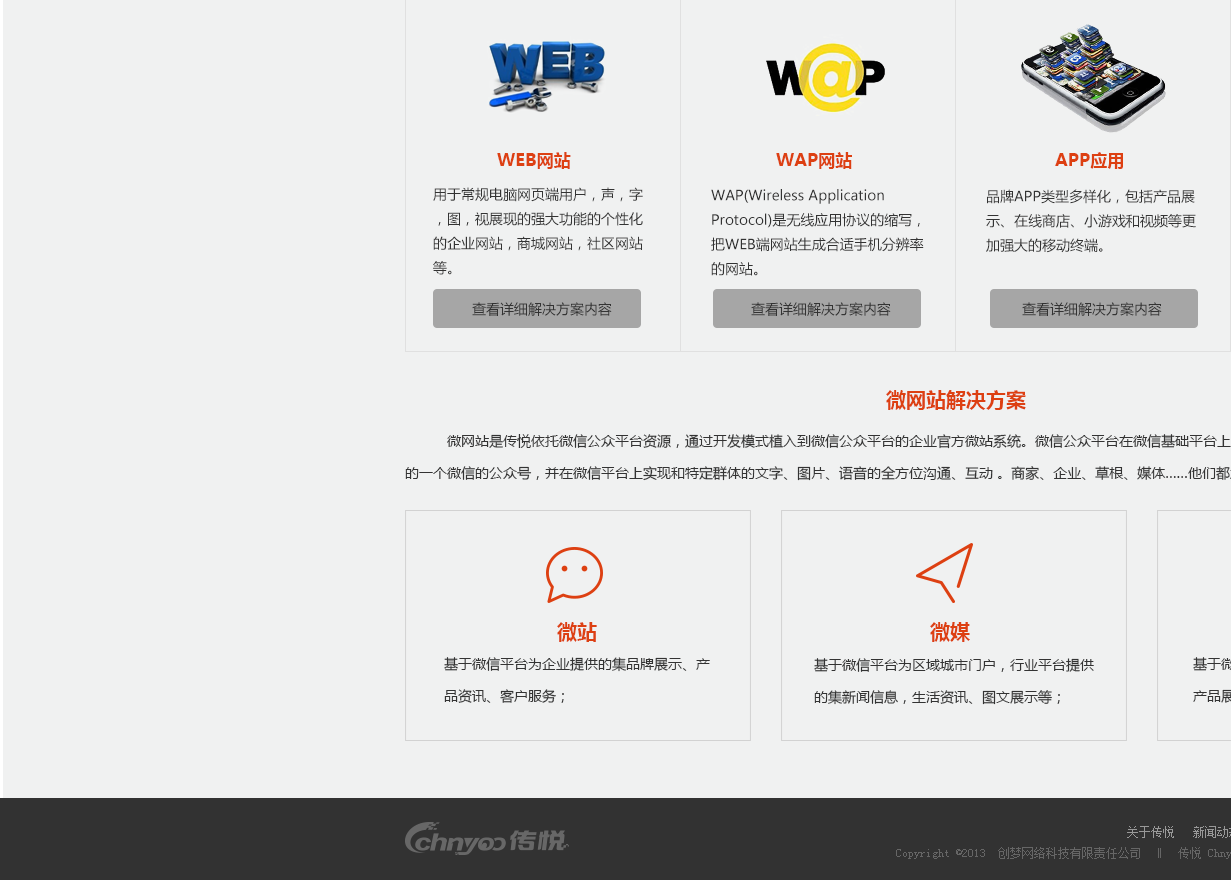 WEB
W@P
WEB网站
用于常规电脑网页端用户，声，字
，图，视展现的强大功能的个性化
的企业网站，商城网站，社区网站
等。
查看详细解决方案内容
WAP网站
WAP(Wireless Application
Protocol)是无线应用协议的缩写，
把WEB端网站生成合适手机分辨率
的网站。
查看详细解决方案内容
APP应用
品牌APP类型多样化，包括产品展
示、在线商店、小游戏和视频等更
加强大的移动终端。
查看详细解决方案内容
微网站解决方案
微网站是传悦依托微信公众平台资源，通过开发模式植入到微信公众平台的企业官方微站系统。微信公众平台在微信基础平台上
的一个微信的公众号，并在微信平台上实现和特定群体的文字、图片、语音的全方位沟通、互动 。商家、企业、草根、媒体……他们都
微站
基于微信平台为企业提供的集品牌展示、产
品资讯、客户服务；
微媒
基于微信平台为区域城市门户，行业平台提供
的集新闻信息，生活资讯、图文展示等；
基于微
产品展
Chnyoo 传悦
关于传悦 新闻动态
Copyright ©2013 创梦网络科技有限责任公司 || 传悦 Chny